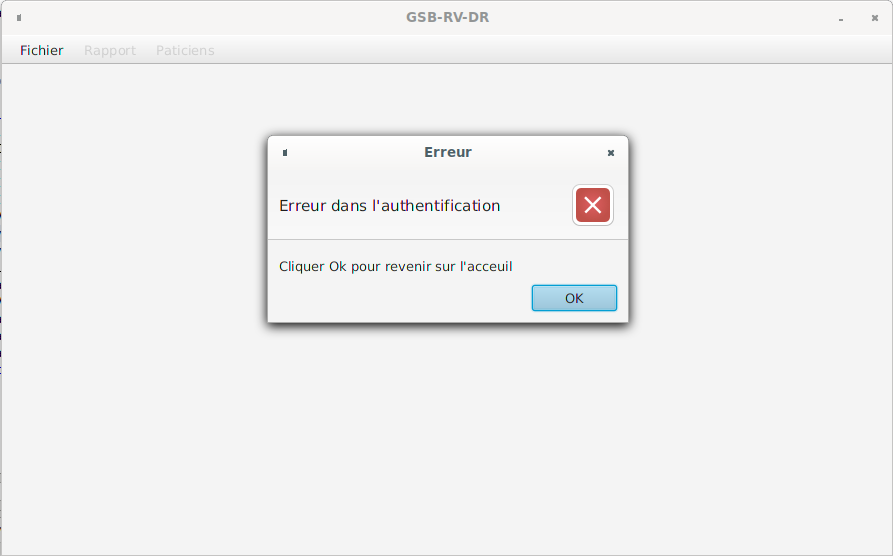 GSB-RV-DR
Fichier Rapport Paticiens
Erreur
Erreur dans l'authentification
Cliquer Ok pour revenir sur l'acceuil
OK